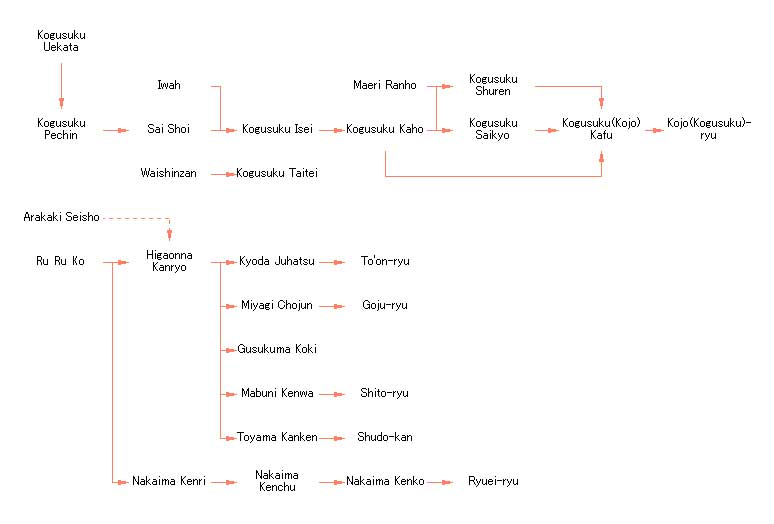 Kogusuku
Uekata
Iwah
Maeri Ranho
Kogusuku
Shuren
Kogusuku
Pechin
Sai Shoi
Kogusuku Isei
Kogusuku Kaho
Kogusuku
Saikyo
Kogusuku(Kojo)
Kafu
Kojo(Kogusuku)-
ryu
Waishinzan
Kogusuku Taitei
Arakaki Seisho
Ru Ru Ko
Higaonna
Kanryo
Kyoda Juhatsu
To'on-ryu
Miyagi Chojun
Goju-ryu
Gusukuma Koki
Mabuni Kenwa
Shito-ryu
Toyama Kanken
Shudo-kan
Nakaima Kenri
Nakaima
Kenchu
Nakaima Kenko
Ryuei-ryu